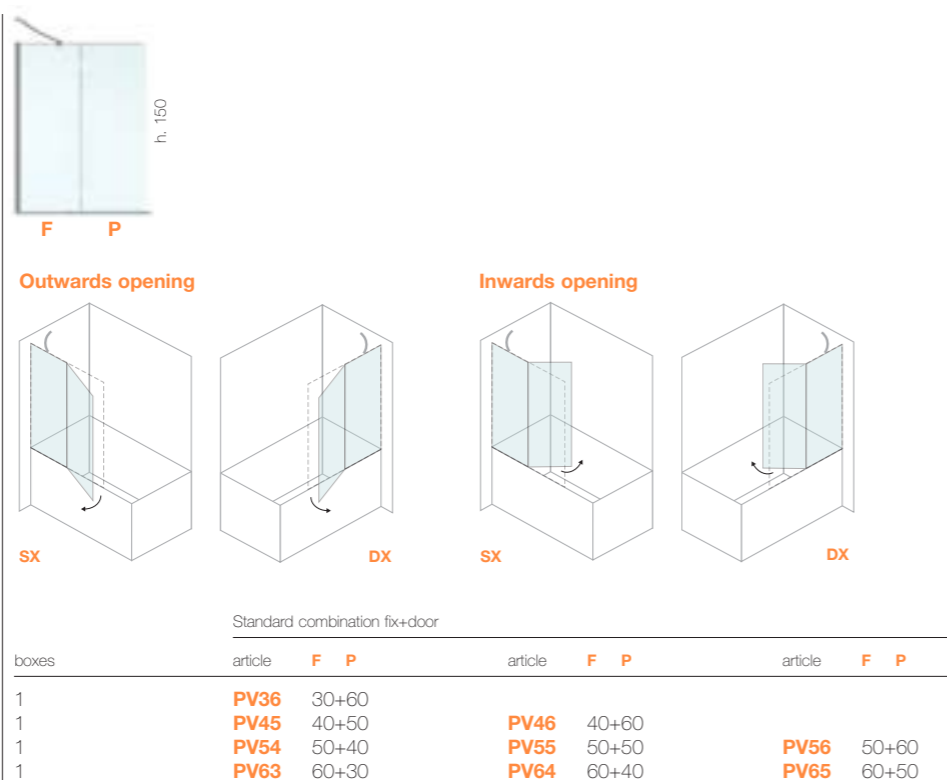 h. 150
F P
Outwards opening Inwards opening
SX DX SX DX
Standard combination fix+door
boxes article F P article F P article F P
1 PV36 30+60
1 PV45 40+50 PV46 40+60
1 PV54 50+40 PV55 50+50 PV56 50+60
1 PV63 60+30 PV64 60+40 PV65 60+50